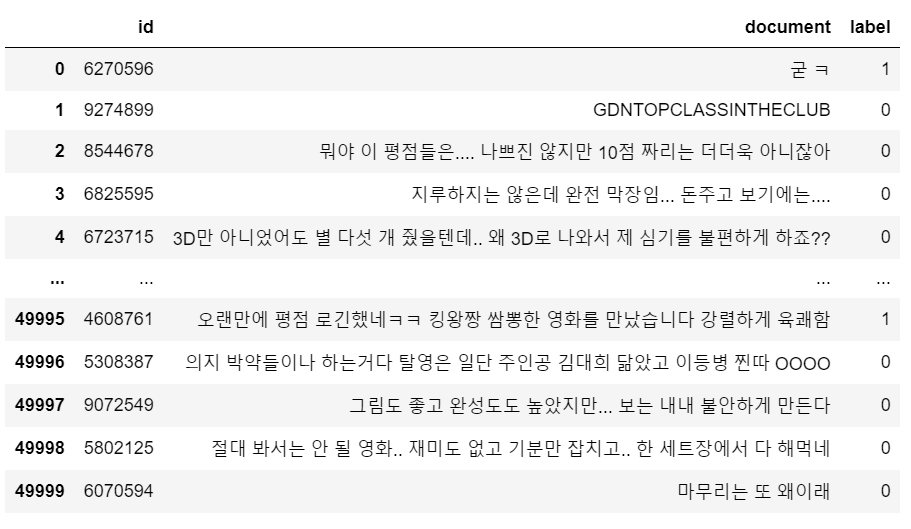 id document label
0 6270596 굳 ㅋ 1
1 9274899 GDNTOPCLASSINTHECLUB 0
2 8544678 뭐야 이 평점들은.... 나쁘진 않지만 10점 짜리는 더더욱 아니잖아 0
3 6825595 지루하지는 않은데 완전 막장임... 돈주고 보기에는.... 0
4 6723715 3D만 아니었어도 별 다섯 개 줬을텐데.. 왜 3D로 나와서 제 심기를 불편하게 하죠?? 0
... ... ... ...
49995 4608761 오랜만에 평점 로긴했네ㅋㅋ 킹왕짱 쌈뽕한 영화를 만났습니다 강렬하게 육쾌함 1
49996 5308387 의지 박약들이나 하는거다 탈영은 일단 주인공 김대희 닮았고 이등병 찐따 OOOO 0
49997 9072549 그림도 좋고 완성도도 높았지만... 보는 내내 불안하게 만든다 0
49998 5802125 절대 봐서는 안 될 영화.. 재미도 없고 기분만 잡치고.. 한 세트장에서 다 해먹네 0
49999 6070594 마무리는 또 왜이래 0